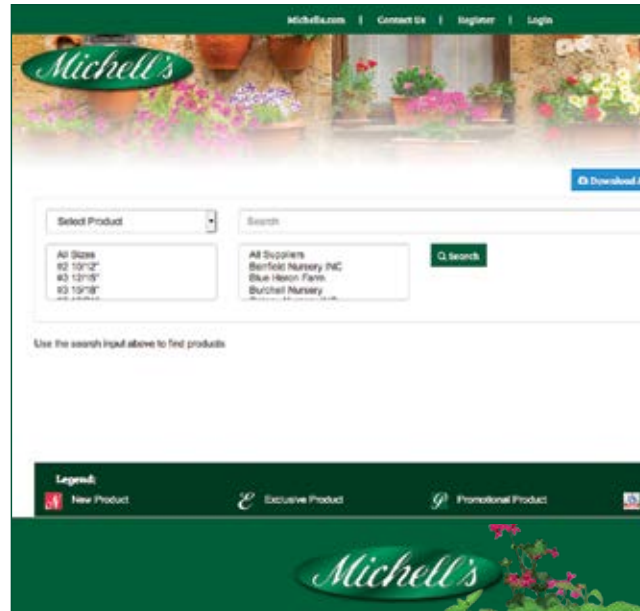 Michells.com | Contact Us | Register | Login
Michell's
Download
Select Product
Search
All Sizes
#2 10/12"
#3 12/15"
#3 15/18"
All Suppliers
Benfield Nursery INC
Blue Heron Farm
Burchell Nursery
Search
Use the search input above to find products
Legend:
N New Product
E Exclusive Product
P Promotional Product
Michell's